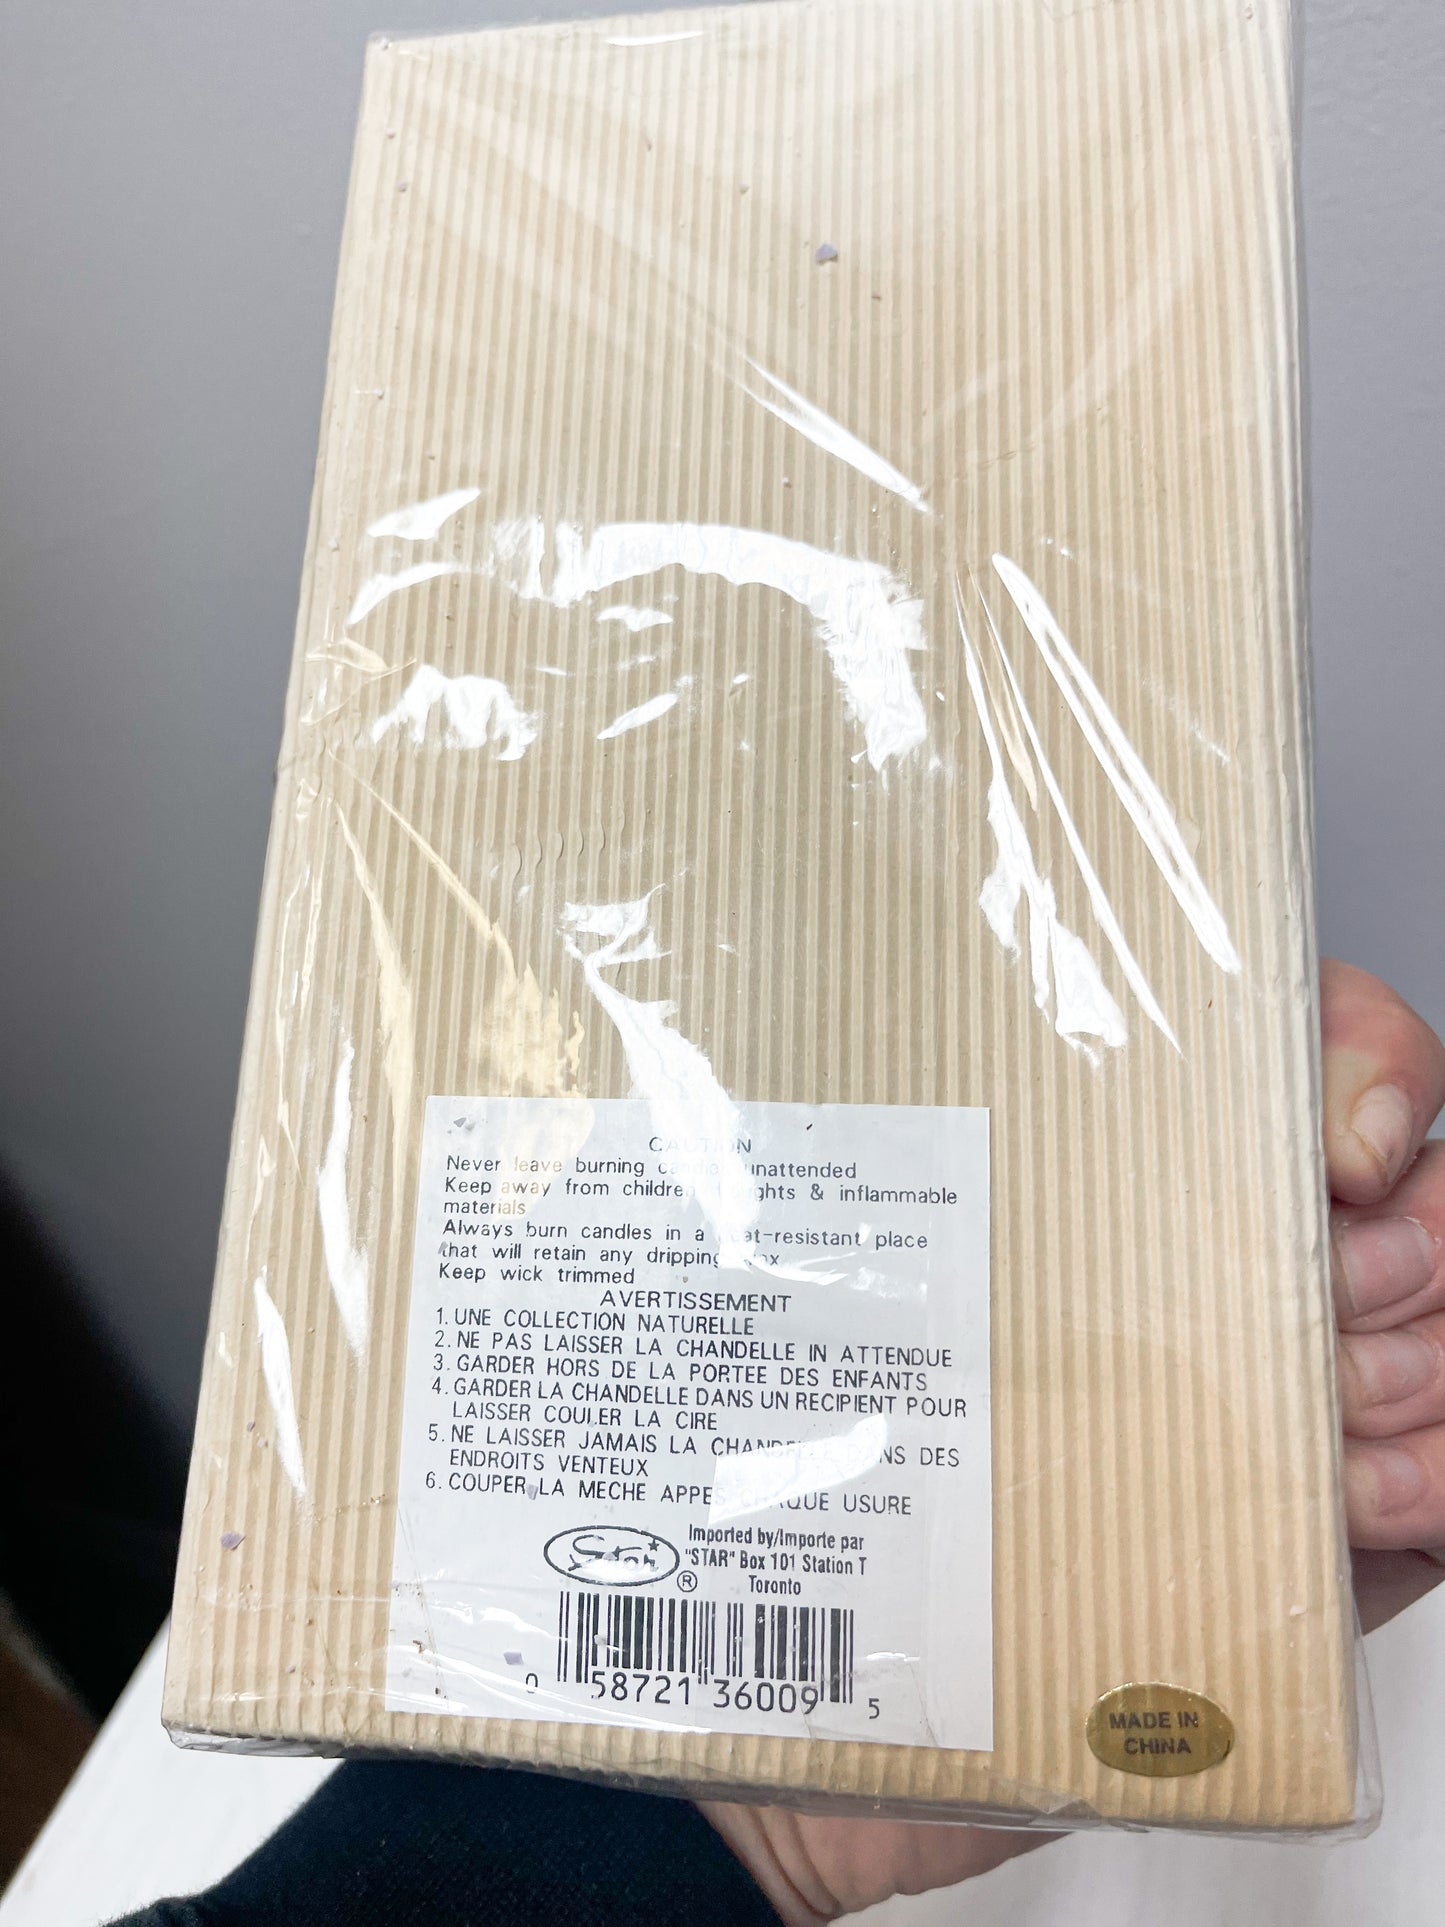 CAUTION
Never leave burning candle unattended
Keep away from children & inflammable
materials
Always burn candles in a heat-resistant place
that will retain any dripping wax
Keep wick trimmed
AVERTISSEMENT
1. UNE COLLECTION NATURELLE
2. NE PAS LAISSER LA CHANDELLE IN ATTENDUE
3. GARDER HORS DE LA PORTEE DES ENFANTS
4. GARDER LA CHANDELLE DANS UN RECIPIENT POUR
LAISSER COULER LA CIRE
5. NE LAISSER JAMAIS LA CHANDELLE DANS DES
ENDROITS VENTEUX
6. COUPER LA MECHE APPES CHAQUE USURE
Star ®
Imported by/Importe par
"STAR" Box 101 Station T
Toronto
0 58721 36009 5
MADE IN
CHINA